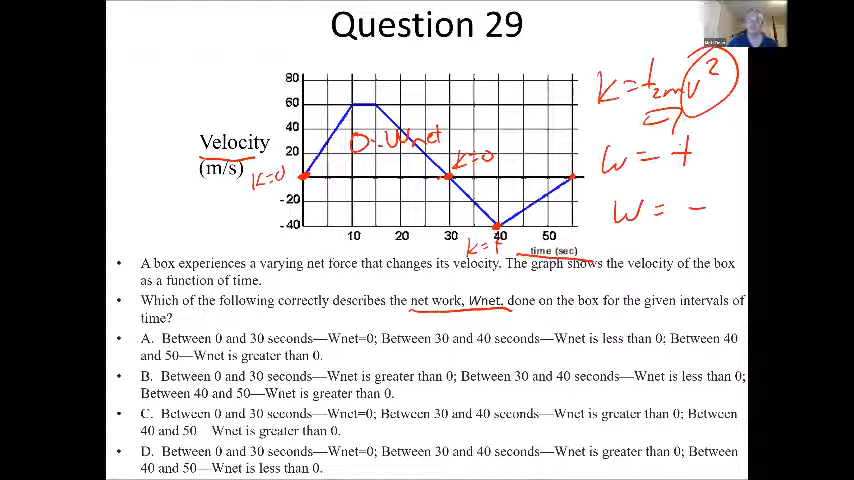 Question 29
K = 1/2 m v²
W = +
W = -
80
60
40
20
-20
-40
Velocity
(m/s)
0 = Wnet
K=0
K=0
K=+
10
20
30
40
50
time (sec)
• A box experiences a varying net force that changes its velocity. The graph shows the velocity of the box
as a function of time.
• Which of the following correctly describes the net work, Wnet, done on the box for the given intervals of
time?
• A. Between 0 and 30 seconds—Wnet=0; Between 30 and 40 seconds—Wnet is less than 0; Between 40
and 50—Wnet is greater than 0.
• B. Between 0 and 30 seconds—Wnet is greater than 0; Between 30 and 40 seconds—Wnet is less than 0;
Between 40 and 50—Wnet is greater than 0.
• C. Between 0 and 30 seconds—Wnet=0; Between 30 and 40 seconds—Wnet is greater than 0; Between
40 and 50—Wnet is greater than 0.
• D. Between 0 and 30 seconds—Wnet=0; Between 30 and 40 seconds—Wnet is greater than 0; Between
40 and 50—Wnet is less than 0.